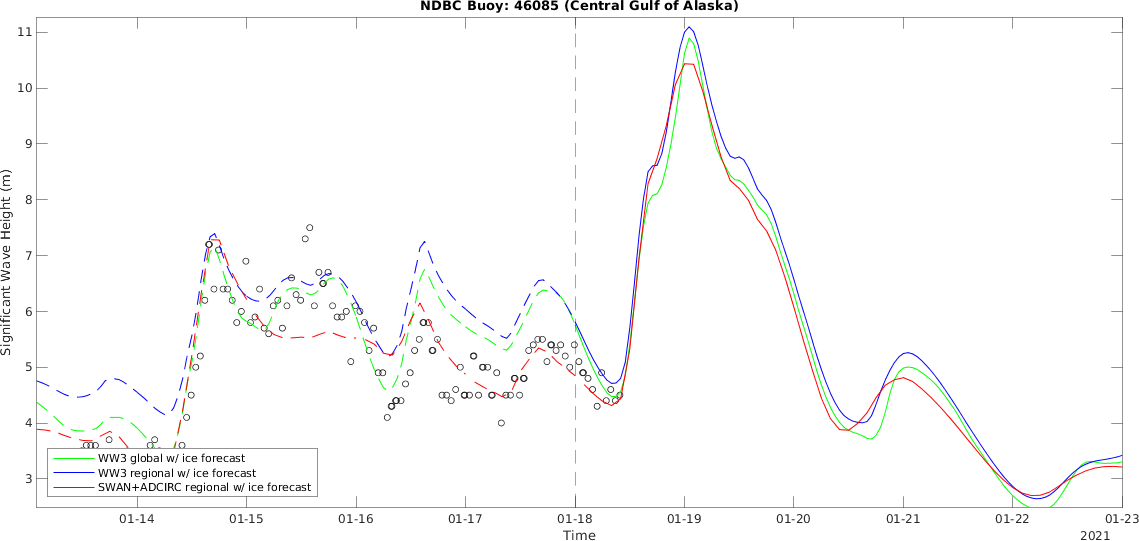 NDBC Buoy: 46085 (Central Gulf of Alaska)
Significant Wave Height (m)
11
10
9
8
7
6
5
4
3
WW3 global w/ ice forecast
WW3 regional w/ ice forecast
SWAN+ADCIRC regional w/ ice forecast
01-14 01-15 01-16 01-17 01-18 01-19 01-20 01-21 01-22 01-23
Time
2021